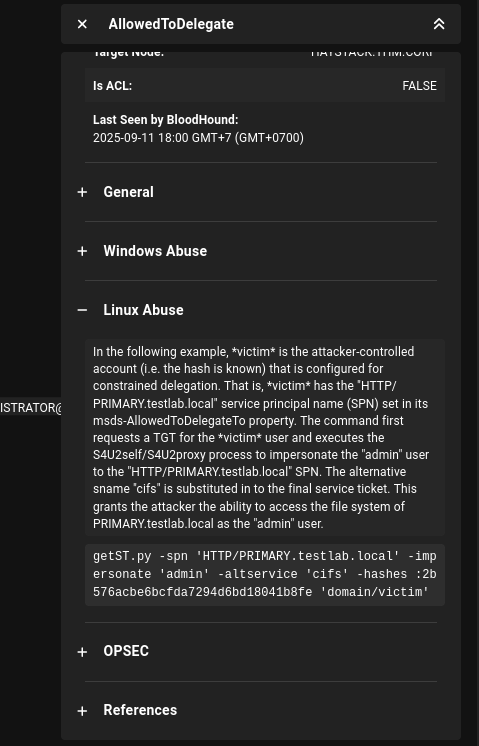 AllowedToDelegate
Target Node: HAYSTACK.THM.CORP
Is ACL: FALSE
Last Seen by BloodHound:
2025-09-11 18:00 GMT+7 (GMT+0700)
General
Windows Abuse
Linux Abuse
In the following example, *victim* is the attacker-controlled
account (i.e. the hash is known) that is configured for
constrained delegation. That is, *victim* has the "HTTP/
PRIMARY.testlab.local" service principal name (SPN) set in its
msds-AllowedToDelegateTo property. The command first
requests a TGT for the *victim* user and executes the
S4U2self/S4U2proxy process to impersonate the "admin" user
to the "HTTP/PRIMARY.testlab.local" SPN. The alternative
sname "cifs" is substituted in to the final service ticket. This
grants the attacker the ability to access the file system of
PRIMARY.testlab.local as the "admin" user.
ISTRATOR@
getST.py -spn 'HTTP/PRIMARY.testlab.local' -imp
ersonate 'admin' -altservice 'cifs' -hashes :2b
576acbe6bcfda7294d6bd18041b8fe 'domain/victim'
OPSEC
References